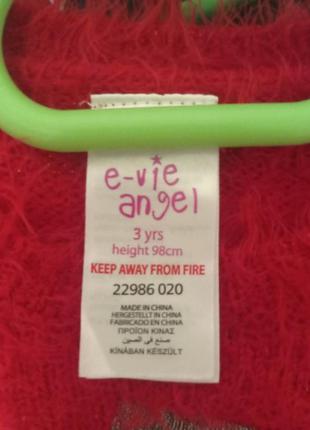 e-vie
angel
3 yrs
height 98cm
KEEP AWAY FROM FIRE
22986 020
MADE IN CHINA
HERGESTELLT IN CHINA
FABRICADO EN CHINA
ΠΡΟΪΟΝ ΚΙΝΑΣ
صنع في الصين
KÍNÁBAN KÉSZÜLT